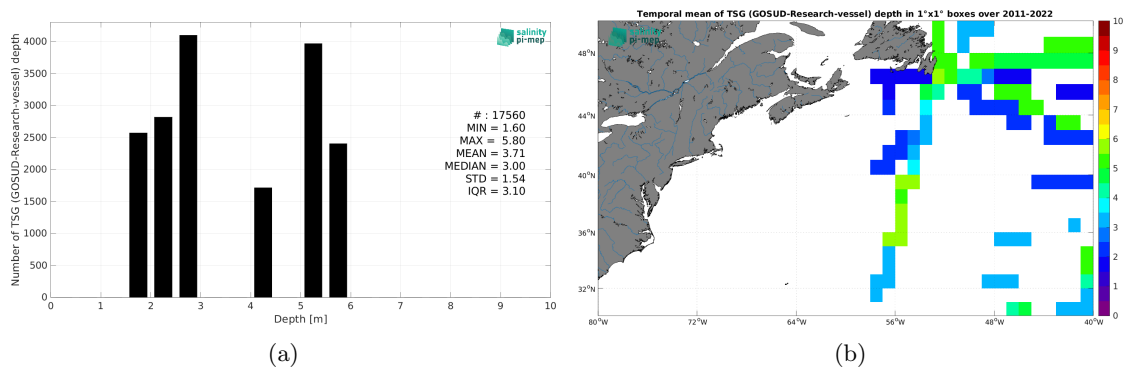 4000
3500
3000
2500
2000
1500
1000
500
0
Number of TSG (GOSUD-Research-vessel) depth
salinity
pi-mep
# : 17560
MIN = 1.60
MAX = 5.80
MEAN = 3.71
MEDIAN = 3.00
STD = 1.54
IQR = 3.10
0 1 2 3 4 5 6 7 8 9 10
Depth [m]
(a)
Temporal mean of TSG (GOSUD-Research-vessel) depth in 1°x1° boxes over 2011-2022
salinity
pi-mep
48°N
44°N
40°N
36°N
32°N
80°W 72°W 64°W 56°W 48°W 40°W
10
9
8
7
6
5
4
3
2
1
0
(b)